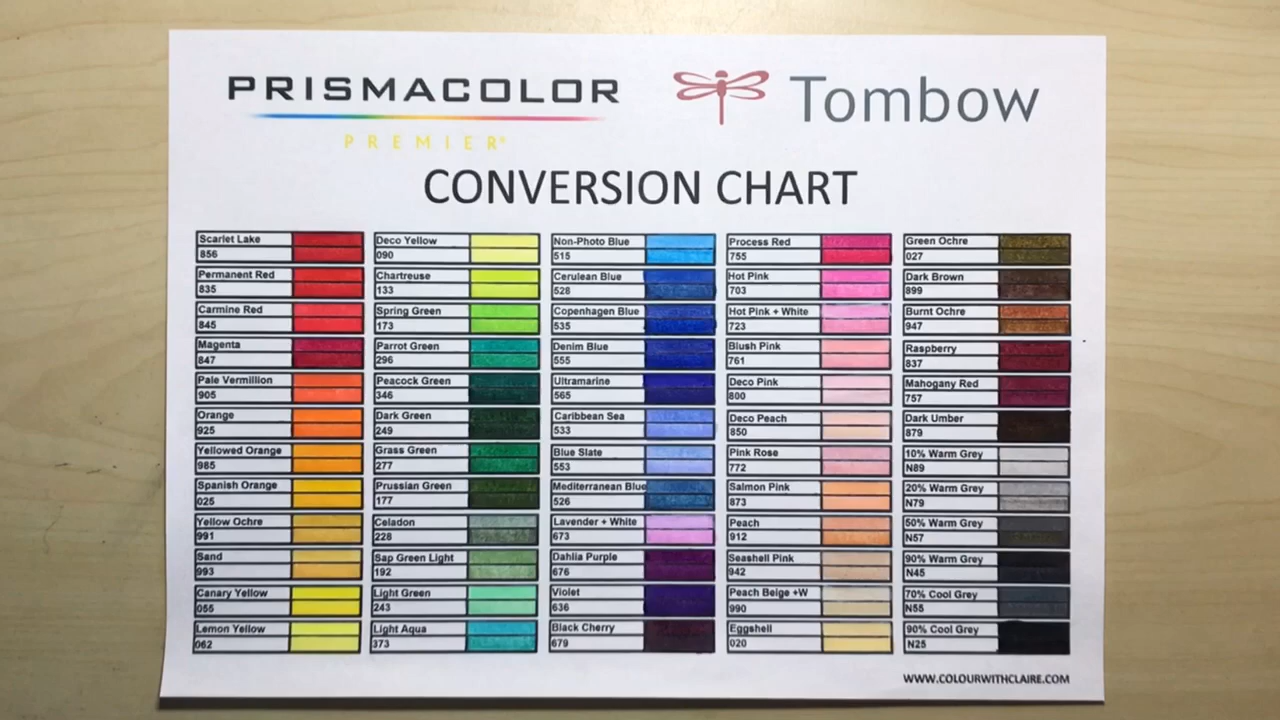 PRISMACOLOR
PREMIER®
Tombow
CONVERSION CHART
Scarlet Lake
856
Permanent Red
835
Carmine Red
845
Magenta
847
Pale Vermillion
905
Orange
925
Yellowed Orange
985
Spanish Orange
025
Yellow Ochre
991
Sand
993
Canary Yellow
055
Lemon Yellow
062
Deco Yellow
090
Chartreuse
133
Spring Green
173
Parrot Green
296
Peacock Green
346
Dark Green
249
Grass Green
277
Prussian Green
177
Celadon
228
Sap Green Light
192
Light Green
243
Light Aqua
373
Non-Photo Blue
515
Cerulean Blue
528
Copenhagen Blue
535
Denim Blue
555
Ultramarine
565
Caribbean Sea
533
Blue Slate
553
Mediterranean Blue
526
Lavender + White
673
Dahlia Purple
676
Violet
636
Black Cherry
679
Process Red
755
Hot Pink
703
Hot Pink + White
723
Blush Pink
761
Deco Pink
800
Deco Peach
850
Pink Rose
772
Salmon Pink
873
Peach
912
Seashell Pink
942
Peach Beige +W
990
Eggshell
020
Green Ochre
027
Dark Brown
899
Burnt Ochre
947
Raspberry
837
Mahogany Red
757
Dark Umber
879
10% Warm Grey
N89
20% Warm Grey
N79
50% Warm Grey
N57
90% Warm Grey
N45
70% Cool Grey
N55
90% Cool Grey
N25
WWW.COLOURWITHCLAIRE.COM